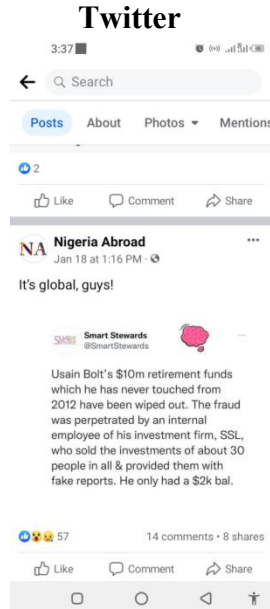 Twitter
3:37
Search
Posts About Photos Mentions
2
Like Comment Share
NA Nigeria Abroad
Jan 18 at 1:16 PM ·
It's global, guys!
Smart Stewards
@SmartStewards
Usain Bolt's $10m retirement funds
which he has never touched from
2012 have been wiped out. The fraud
was perpetrated by an internal
employee of his investment firm, SSL,
who sold the investments of about 30
people in all & provided them with
fake reports. He only had a $2k bal.
57 14 comments • 8 shares
Like Comment Share